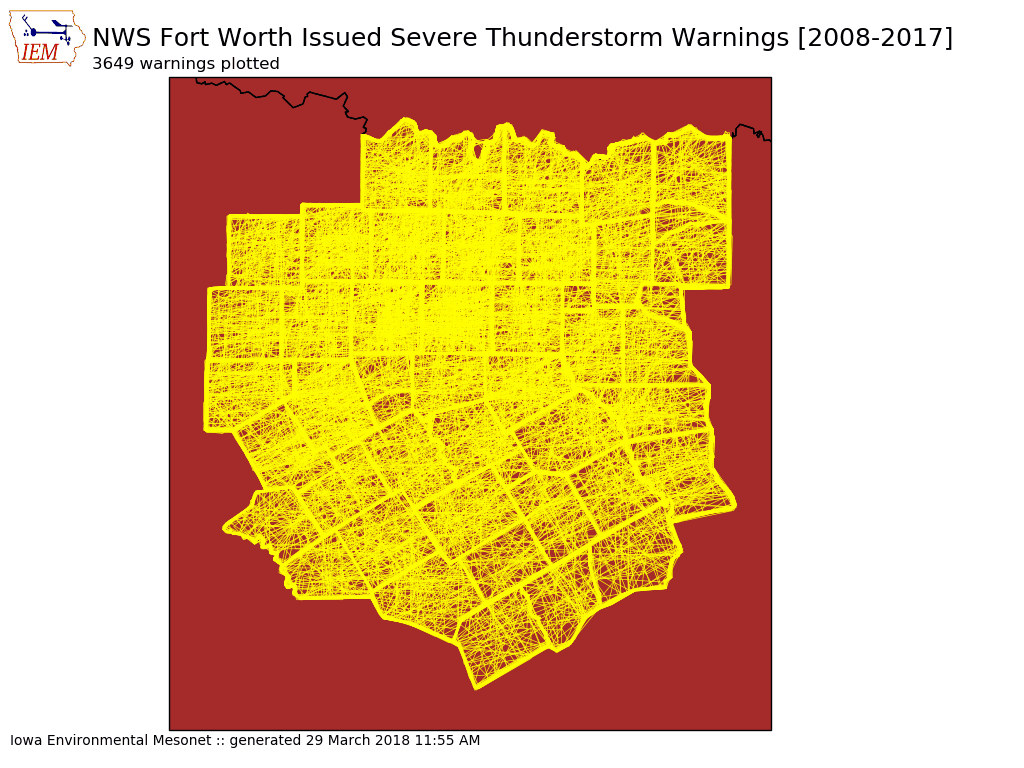 IEM
NWS Fort Worth Issued Severe Thunderstorm Warnings [2008-2017]
3649 warnings plotted
Iowa Environmental Mesonet :: generated 29 March 2018 11:55 AM